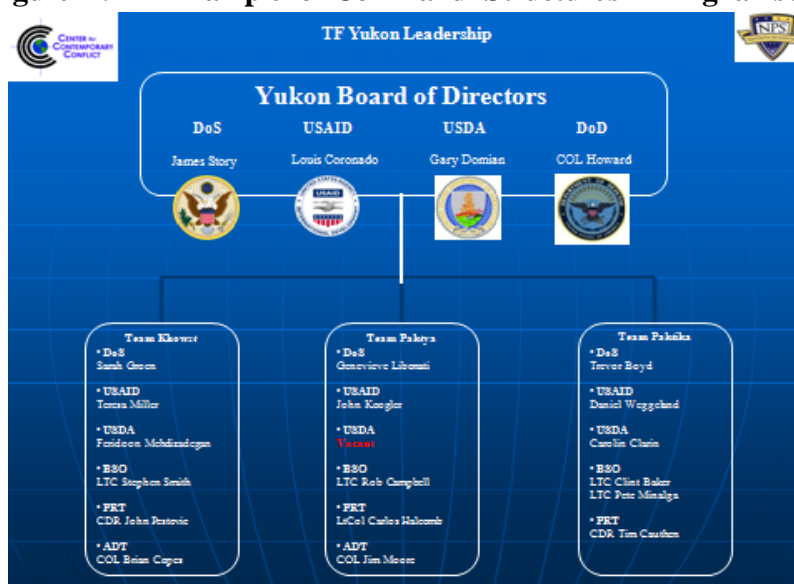 TF Yukon Leadership
CENTER for
CONTEMPORARY
CONFLICT
NPS
Yukon Board of Directors
DoS USAID USDA DoD
James Story Louis Coronado Gary Domian COL Howard
USAID
Team Khowst
• DoS
Sarah Green
• USAID
Teresa Miller
• USDA
Feridoon Mehdizadegan
• BSO
LTC Stephen Smith
• PRT
CDR John
• ADT
COL Brian Copes
Team Paktya
• DoS
Genevieve Libonati
• USAID
John Koogler
• USDA
Vacant
• BSO
LTC Rob Campbell
• PRT
LtCol Carlos Halcomb
• ADT
COL Jim Moore
Team Paktika
• DoS
Trevor Boyd
• USAID
Daniel Weggeland
• USDA
Carolin Clarin
• BSO
LTC Clint Baker
LTC Pete Minalga
• PRT
CDR Tim Cauthen